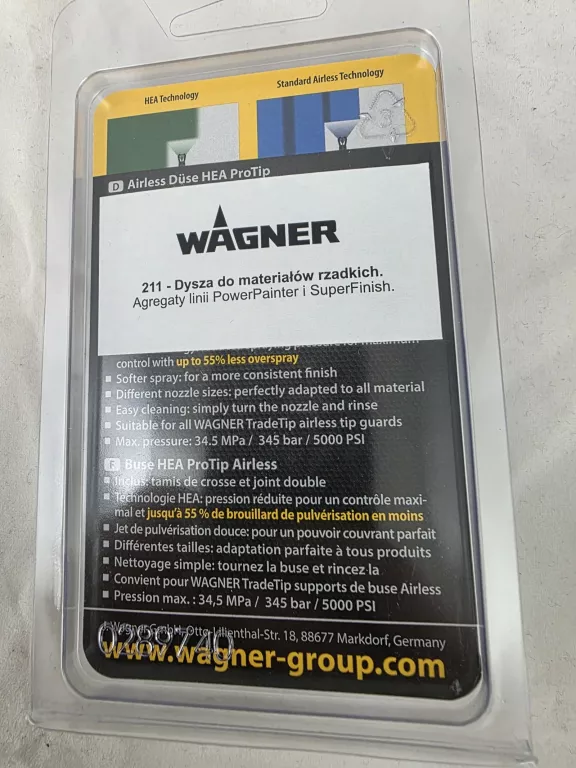 HEA Technology
Standard Airless Technology
D Airless Düse HEA ProTip
WAGNER
211 - Dysza do materiałów rzadkich.
Agregaty linii PowerPainter i SuperFinish.
control with up to 55% less overspray
Softer spray: for a more consistent finish
Different nozzle sizes: perfectly adapted to all material
Easy cleaning: simply turn the nozzle and rinse
Suitable for all WAGNER TradeTip airless tip guards
Max. pressure: 34.5 MPa / 345 bar / 5000 PSI
F Buse HEA ProTip Airless
Inclus: tamis de crosse et joint double
Technologie HEA: pression réduite pour un contrôle maxi-
mal et jusqu'à 55 % de brouillard de pulvérisation en moins
Jet de pulvérisation douce: pour un pouvoir couvrant parfait
Différentes tailles: adaptation parfaite à tous produits
Nettoyage simple: tournez la buse et rincez-la
Convient pour WAGNER TradeTip supports de buse Airless
Pression max. : 34,5 MPa / 345 bar / 5000 PSI
J. Wagner GmbH, Otto-Lilienthal-Str. 18, 88677 Markdorf, Germany
0289740
www.wagner-group.com